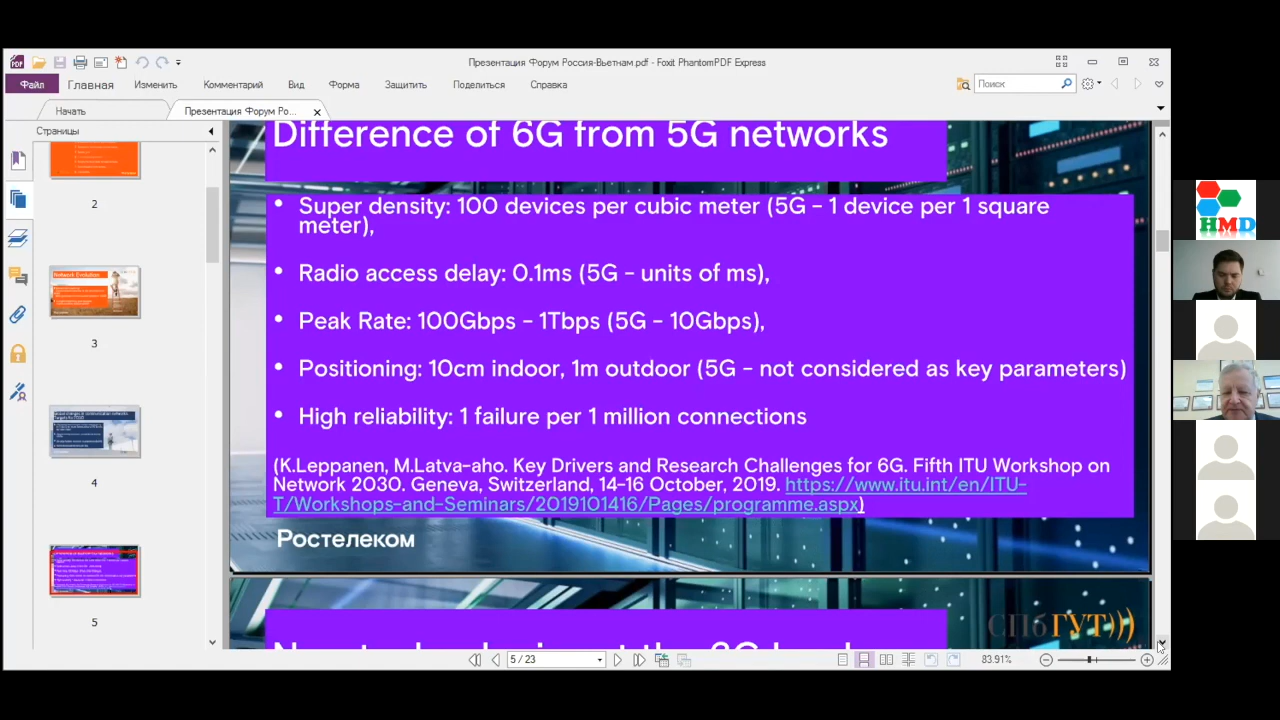 Презентация Форум Россия-Вьетнам.pdf - Foxit PhantomPDF Express
Файл Главная Изменить Комментарий Вид Форма Защитить Поделиться Справка
Поиск
Начать Презентация Форум Ро...
Страницы
2
Network Evolution
3
4
5
Difference of 6G from 5G networks
• Super density: 100 devices per cubic meter (5G – 1 device per 1 square
meter),
• Radio access delay: 0.1ms (5G – units of ms),
• Peak Rate: 100Gbps – 1Tbps (5G – 10Gbps),
• Positioning: 10cm indoor, 1m outdoor (5G – not considered as key parameters)
• High reliability: 1 failure per 1 million connections
(K.Leppanen, M.Latva-aho. Key Drivers and Research Challenges for 6G. Fifth ITU Workshop on
Network 2030. Geneva, Switzerland, 14-16 October, 2019. https://www.itu.int/en/ITU-
T/Workshops-and-Seminars/2019101416/Pages/programme.aspx)
Ростелеком
СПбГУТ)))
5 / 23
83.91%
HMD